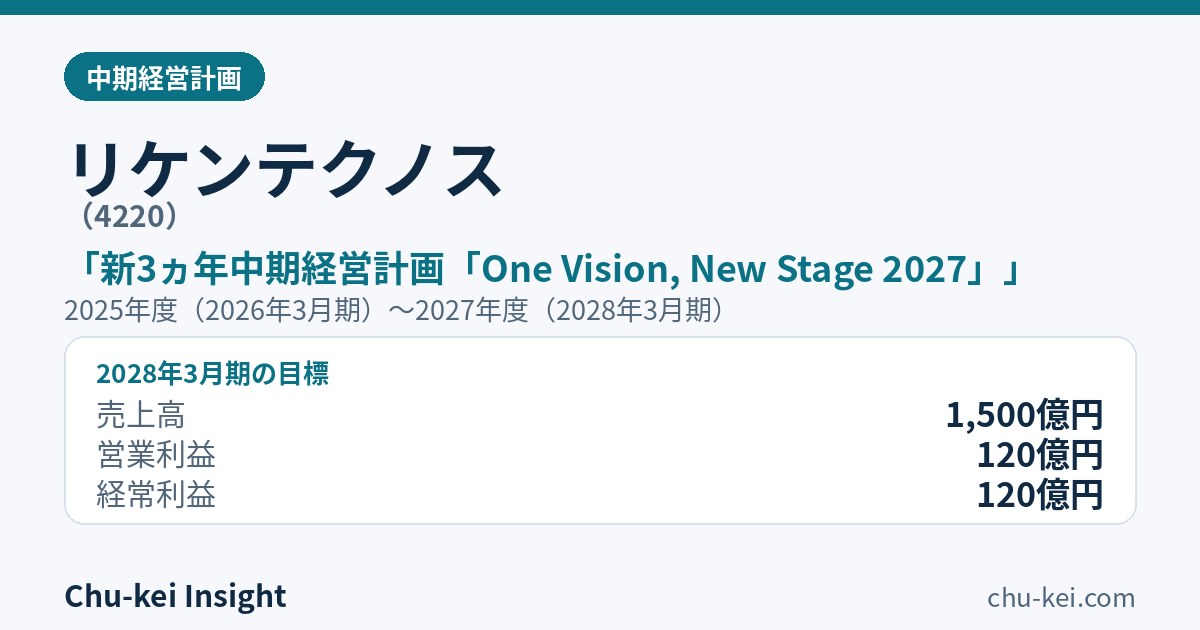 中期経営計画
リケンテクノス
（4220）
「新3ヵ年中期経営計画「One Vision, New Stage 2027」」
2025年度（2026年3月期）～2027年度（2028年3月期）
2028年3月期の目標
売上高 1,500億円
営業利益 120億円
経常利益 120億円
Chu-kei Insight chu-kei.com